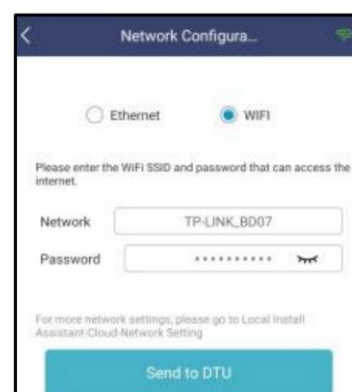 Network Configura...
Ethernet
WIFI
Please enter the WiFi SSID and password that can access the
internet.
Network
TP-LINK_BD07
Password
**********
For more network settings, please go to Local Install
Assistant-Cloud-Network Setting
Send to DTU